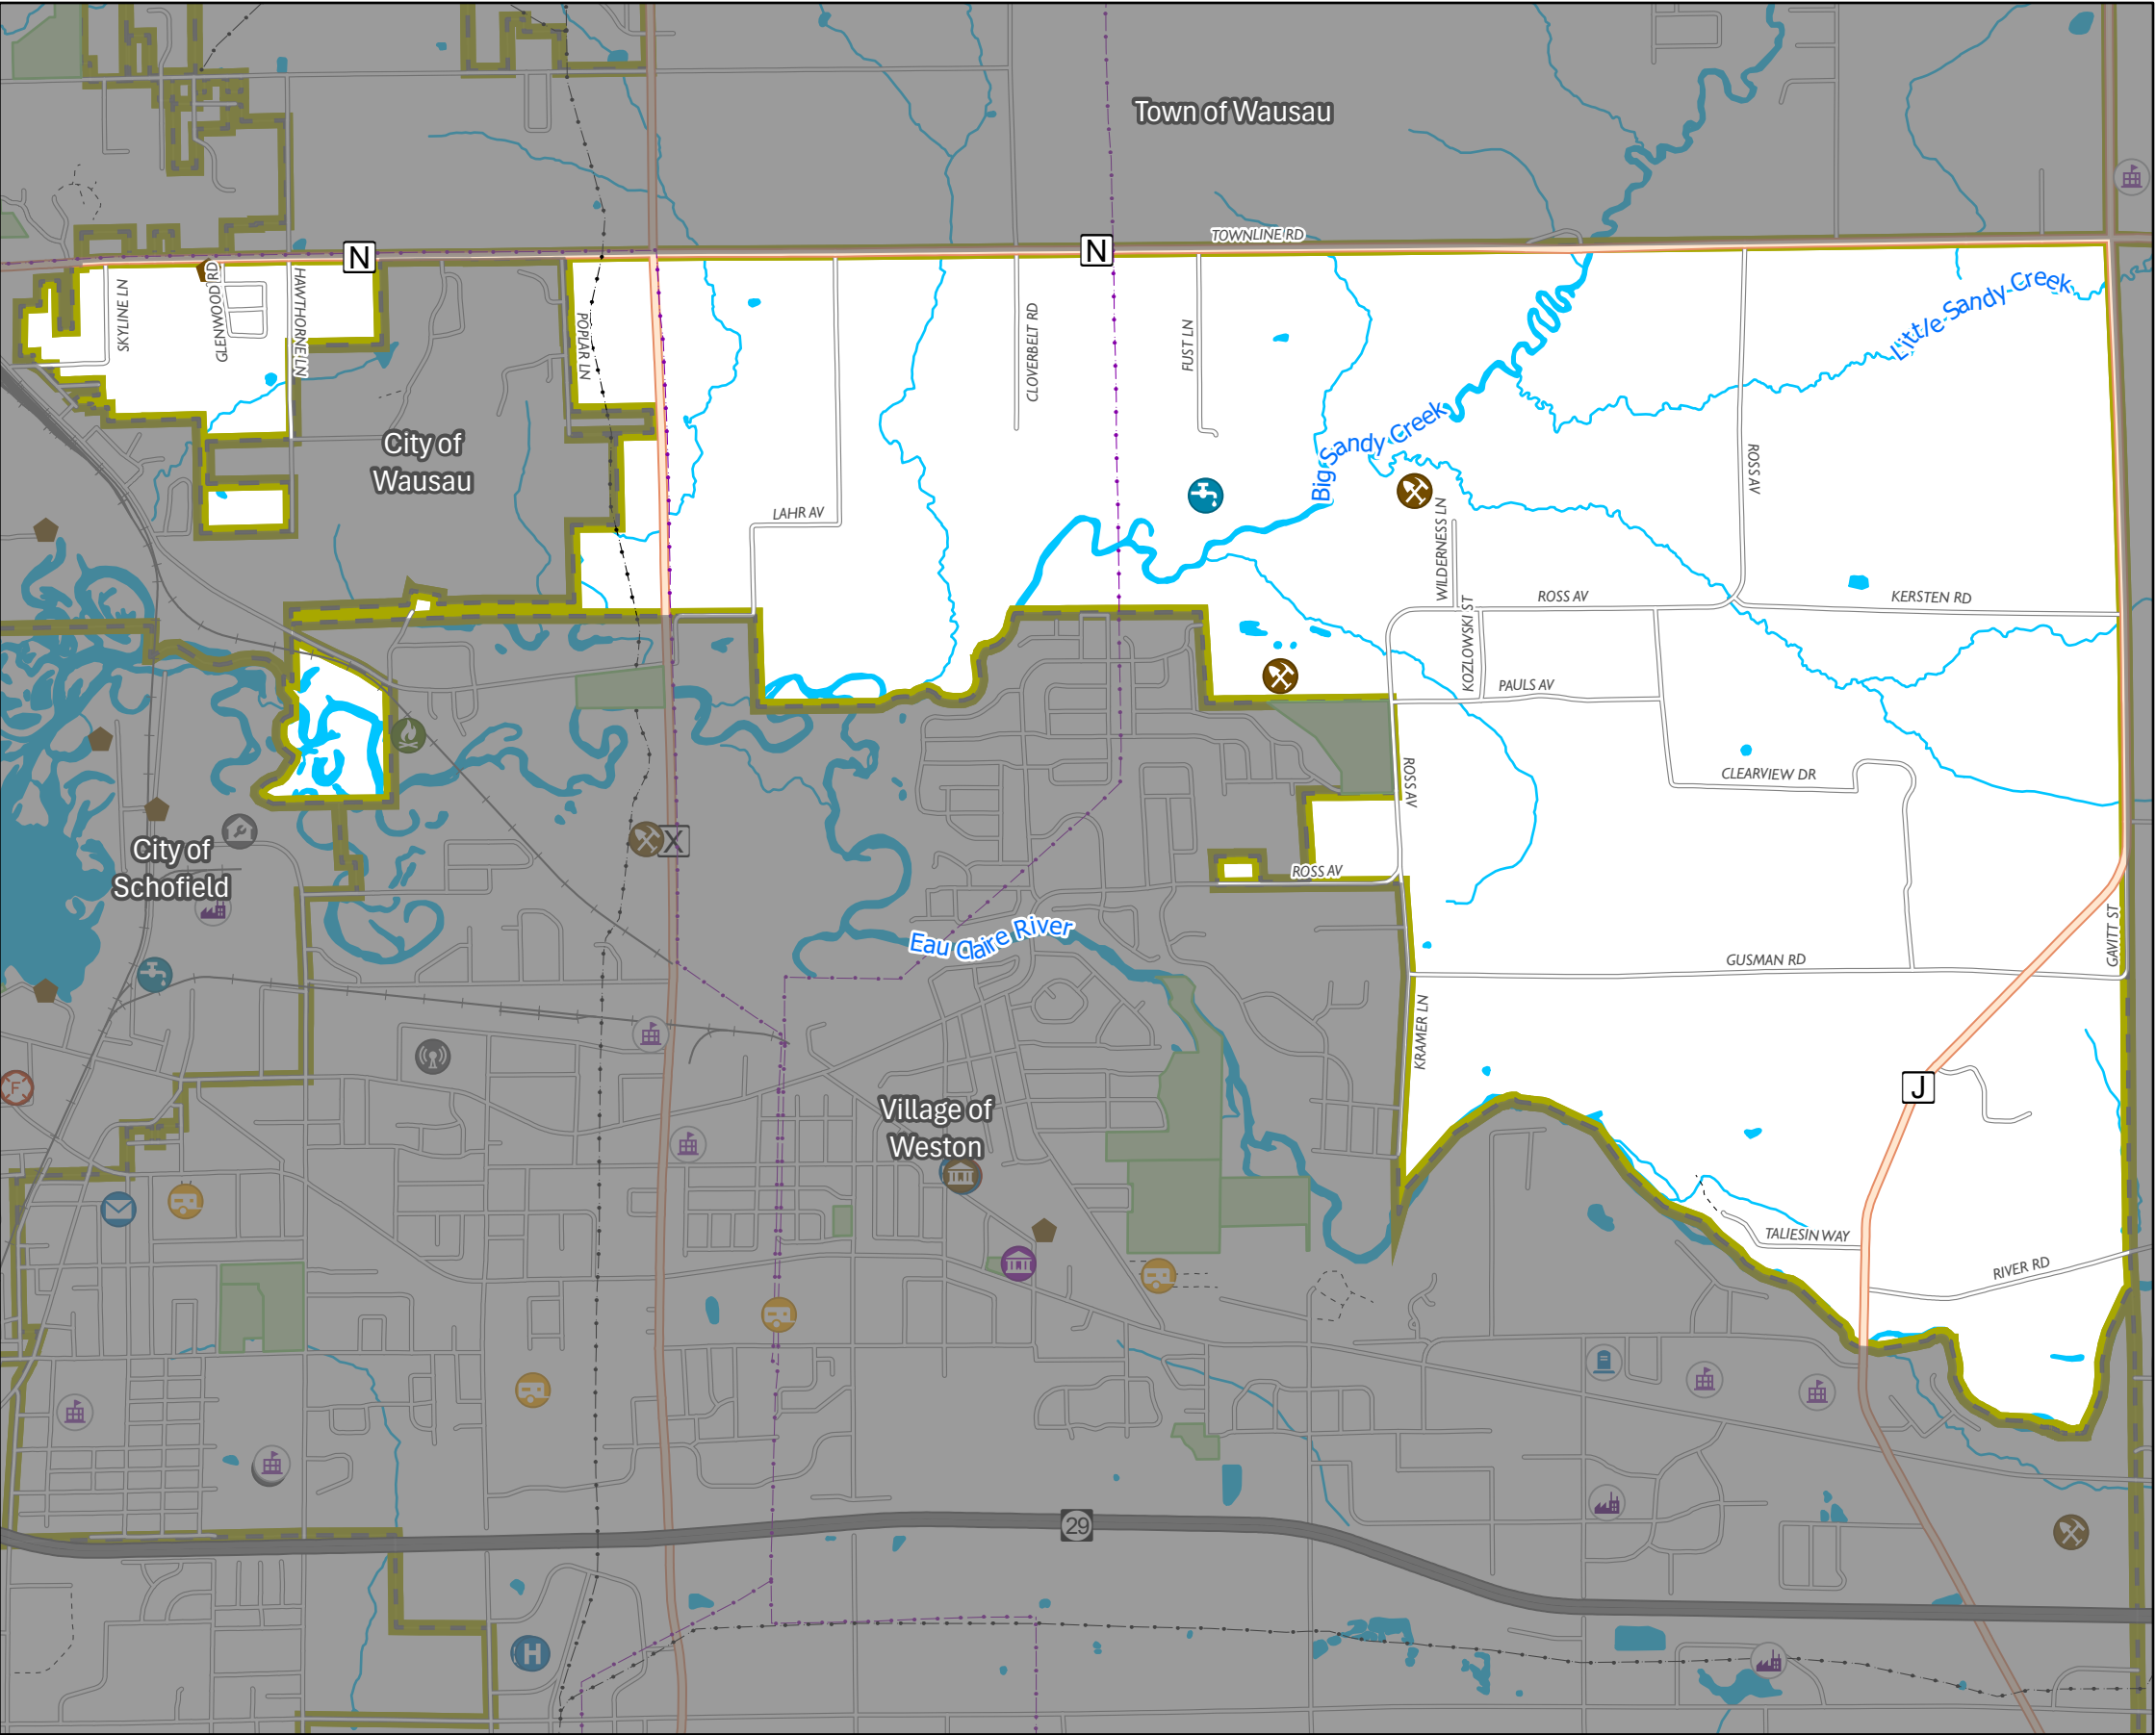 Town of Wausau
TOWNLINE RD
N
N
SKYLINE LN
GLENWOOD RD
HAWTHORNE LN
POPLAR LN
CLOVERBELT RD
FUST LN
Little Sandy Creek
Big Sandy Creek
City of
Wausau
ROSS AV
LAHR AV
WILDERNESS LN
ROSS AV
KERSTEN RD
KOZLOWSKI ST
PAULS AV
ROSS AV
CLEARVIEW DR
X
City of
Schofield
ROSS AV
Eau Claire River
GAVITT ST
GUSMAN RD
KRAMER LN
F
J
Village of
Weston
TALIESIN WAY
RIVER RD
29
H